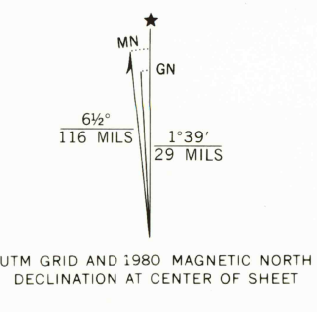 ★
MN
GN
6½°
116 MILS
1°39′
29 MILS
UTM GRID AND 1980 MAGNETIC NORTH
DECLINATION AT CENTER OF SHEET